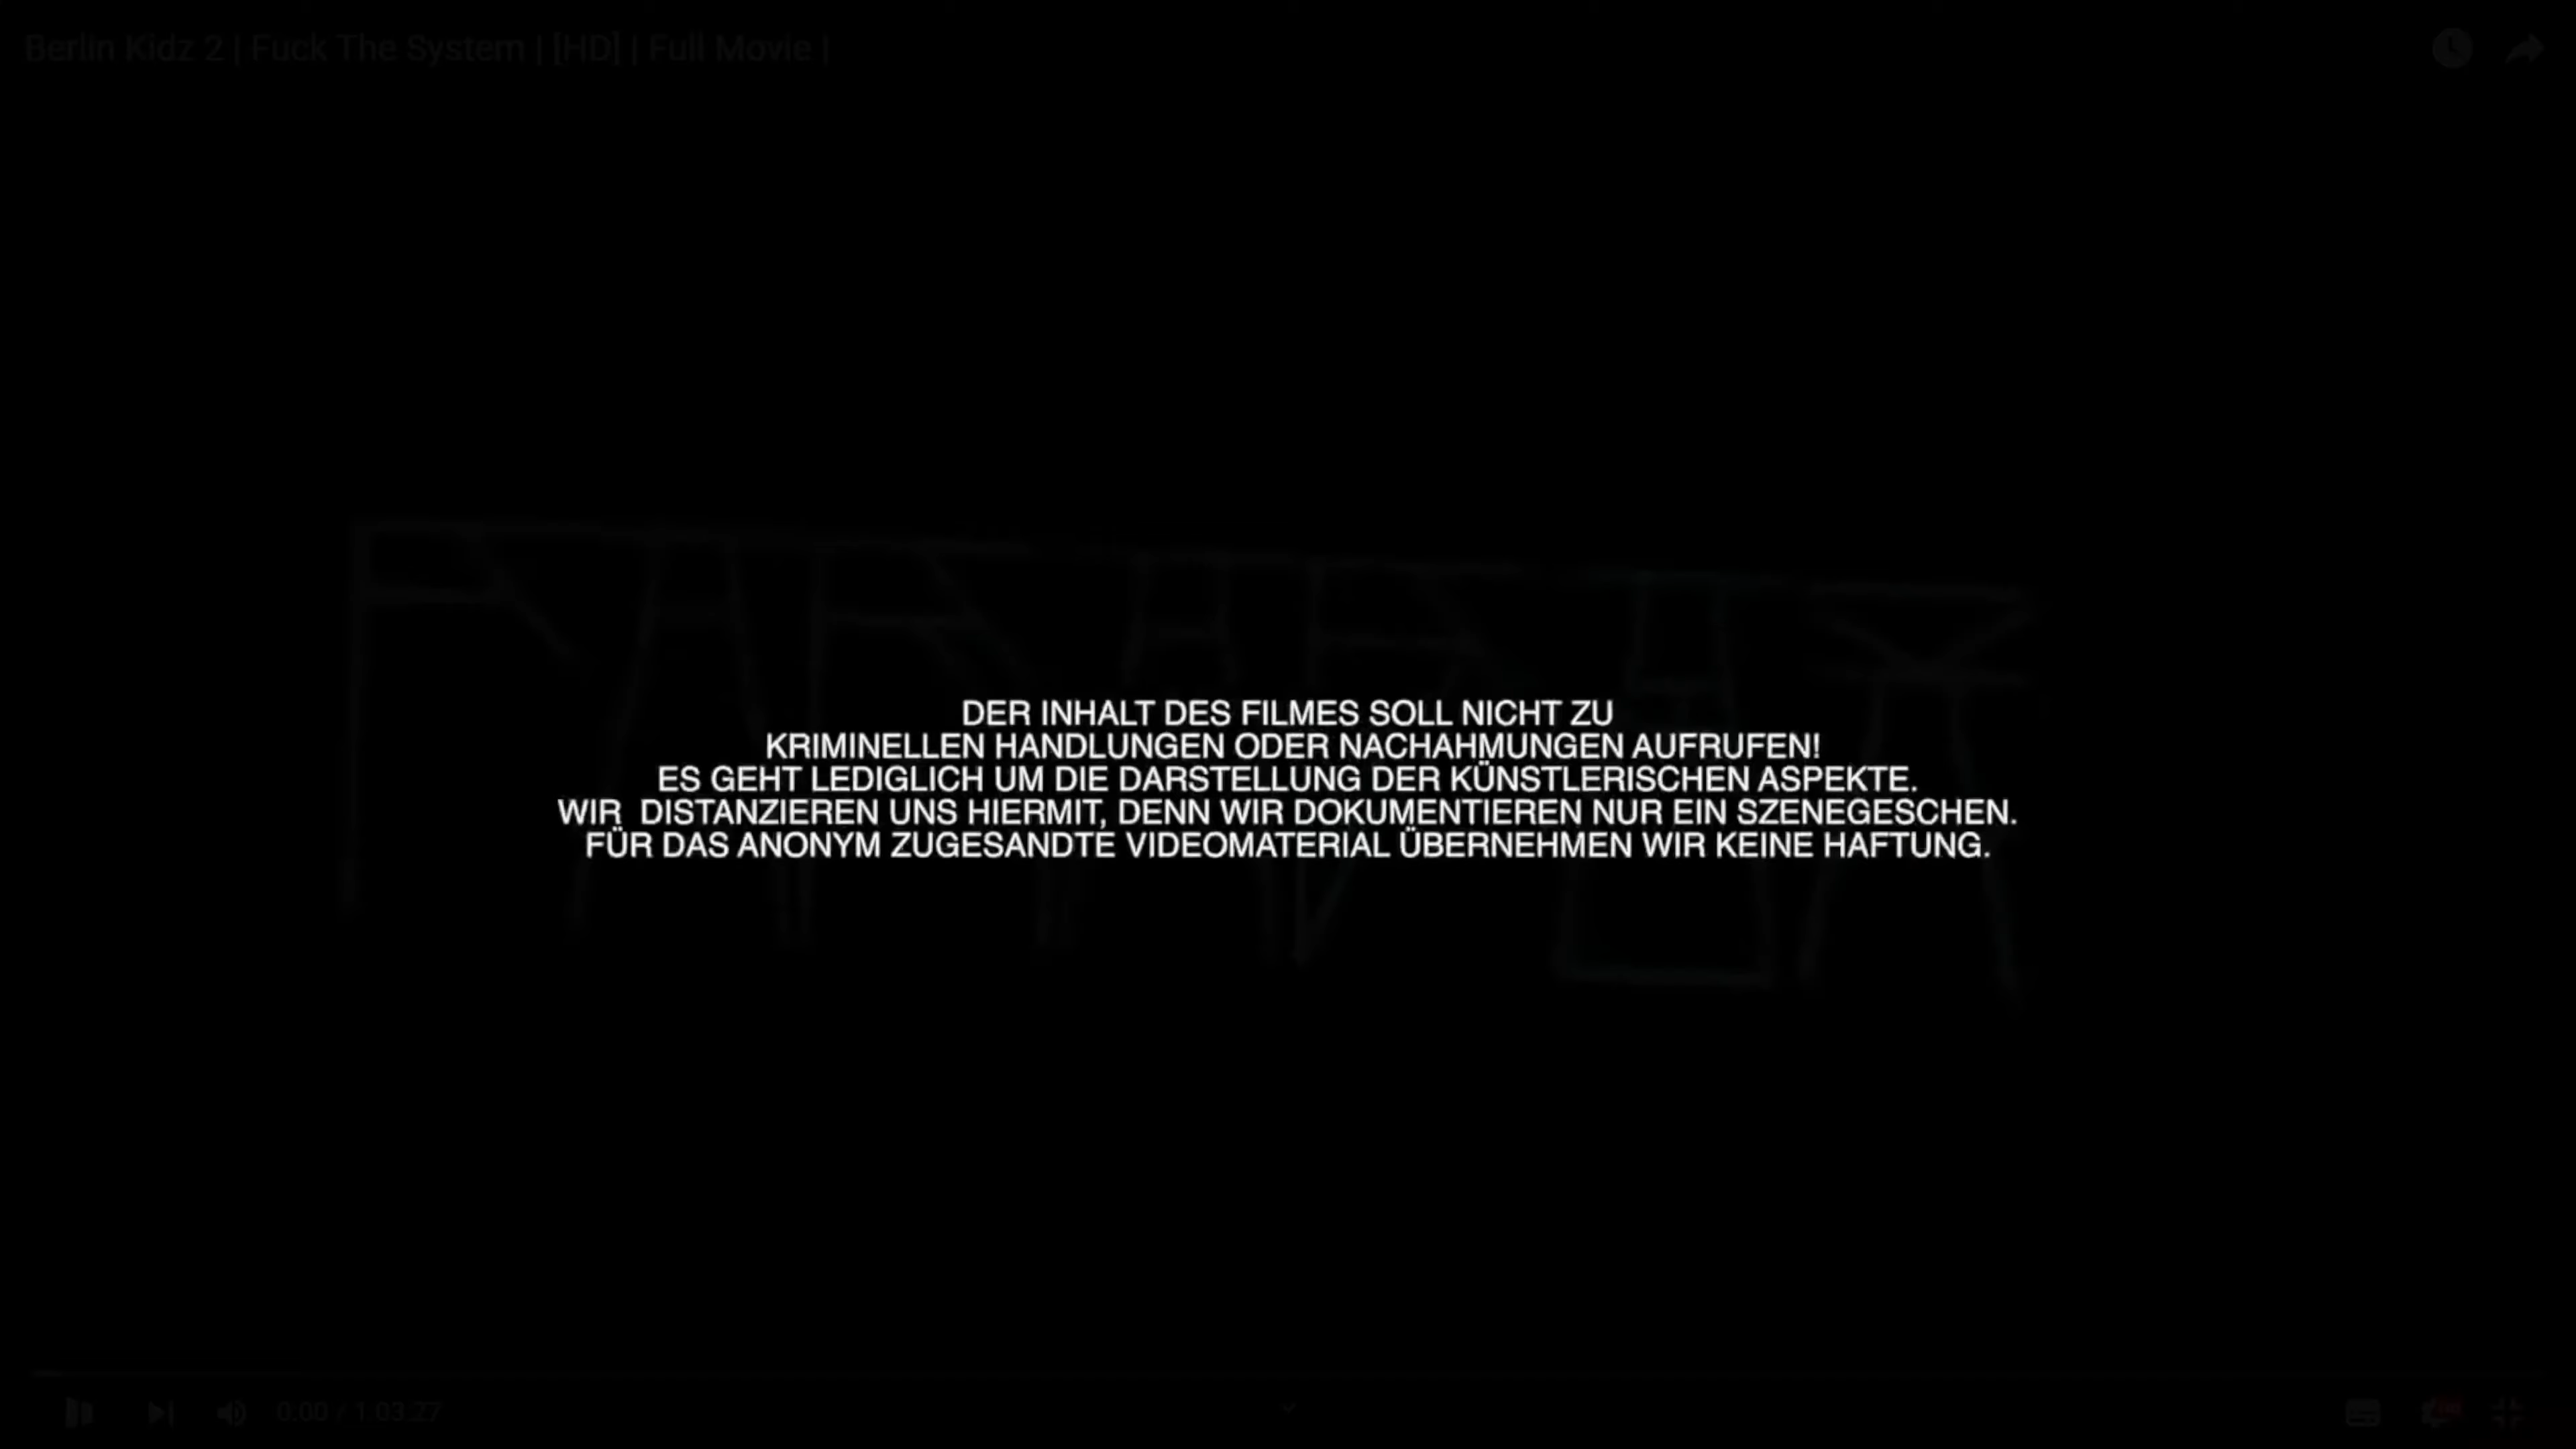 Berlin Kidz 2 | Fuck The System | [HD] | Full Movie |
DER INHALT DES FILMES SOLL NICHT ZU
KRIMINELLEN HANDLUNGEN ODER NACHAHMUNGEN AUFRUFEN!
ES GEHT LEDIGLICH UM DIE DARSTELLUNG DER KÜNSTLERISCHEN ASPEKTE.
WIR DISTANZIEREN UNS HIERMIT, DENN WIR DOKUMENTIEREN NUR EIN SZENEGESCHEN.
FÜR DAS ANONYM ZUGESANDTE VIDEOMATERIAL ÜBERNEHMEN WIR KEINE HAFTUNG.
0:00 / 1:03:27